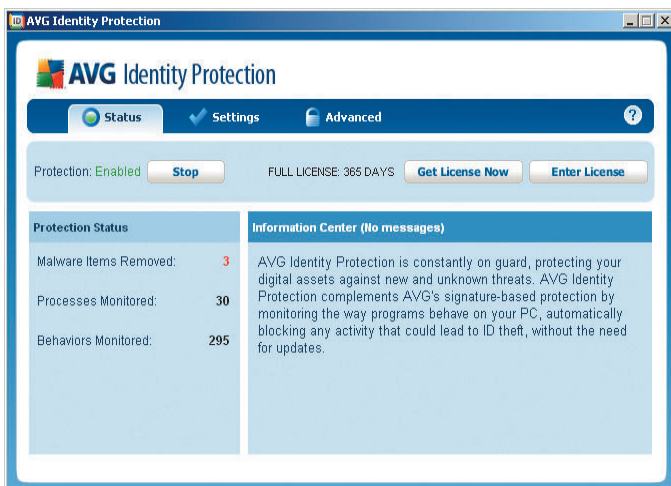 AVG Identity Protection
AVG Identity Protection
Status Settings Advanced ?
Protection: Enabled Stop FULL LICENSE: 365 DAYS Get License Now Enter License
Protection Status
Malware Items Removed: 3
Processes Monitored: 30
Behaviors Monitored: 295
Information Center (No messages)
AVG Identity Protection is constantly on guard, protecting your
digital assets against new and unknown threats. AVG Identity
Protection complements AVG's signature-based protection by
monitoring the way programs behave on your PC, automatically
blocking any activity that could lead to ID theft, without the need
for updates.